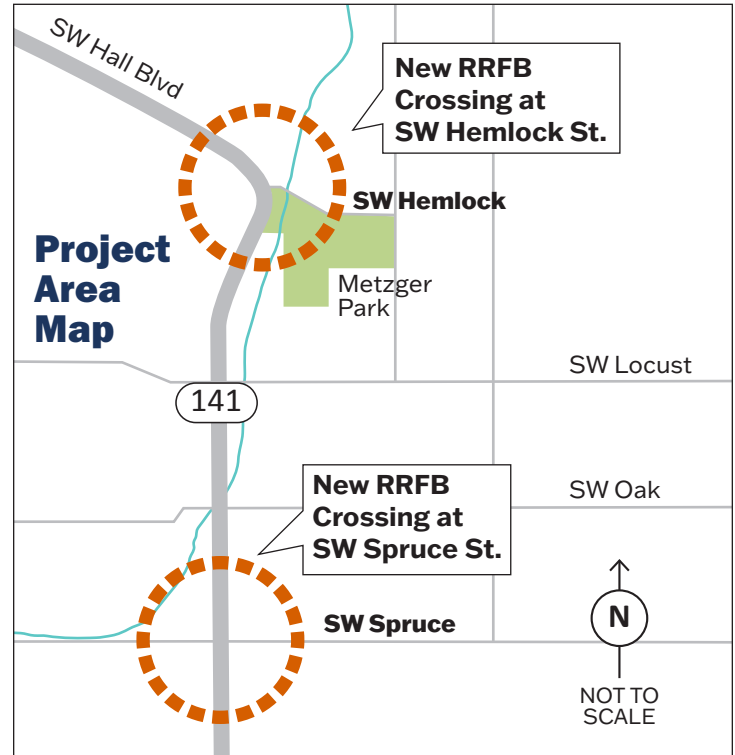 SW Hall Blvd
New RRFB
Crossing at
SW Hemlock St.
SW Hemlock
Project
Area
Map
Metzger
Park
SW Locust
141
New RRFB
Crossing at
SW Spruce St.
SW Oak
SW Spruce
N
NOT TO
SCALE